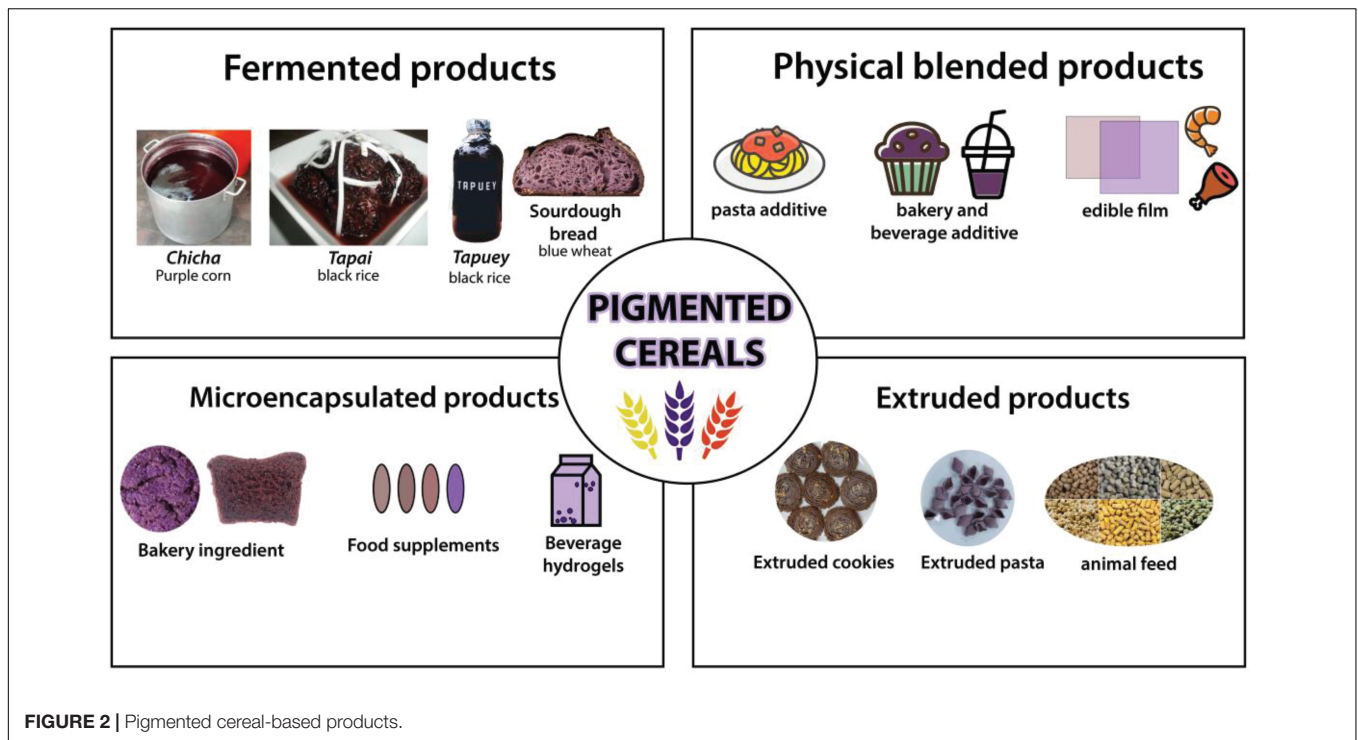 Fermented products
Chicha
Purple corn
Tapai
black rice
TAPUEY
Tapuey
black rice
Sourdough
bread
blue wheat
Physical blended products
pasta additive
bakery and
beverage additive
edible film
PIGMENTED
CEREALS
Microencapsulated products
Bakery ingredient
Food supplements
Beverage
hydrogels
Extruded products
Extruded cookies
Extruded pasta
animal feed
FIGURE 2 | Pigmented cereal-based products.